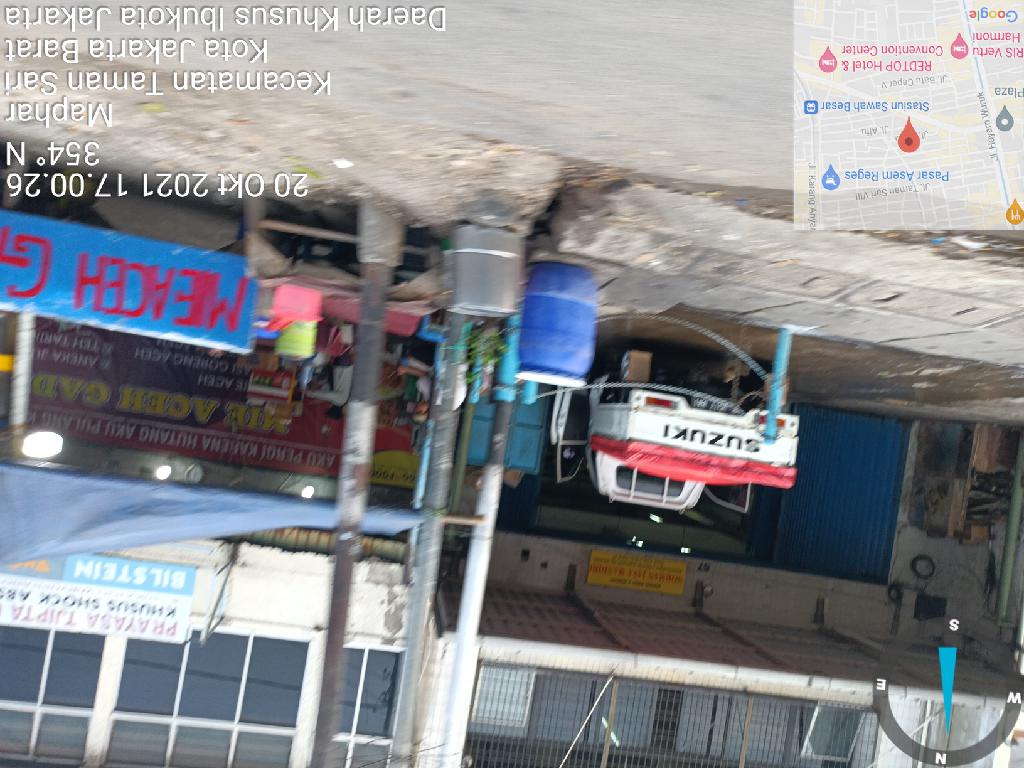 N
W
E
S
67
SUZUKI
PRAYASA TJIPTA
KHUSUS SHOCK ABS
BILSTEIN
AKU PERGI KARENA HUTANG AKU PULANG
MIE ACEH GAD
MIE ACEH
NASI GORENG ACEH
ANEKA JU
TEH TARI
MIE ACEH G
Jl. Taman Sari VIII
Jl. Karang Anyar
Pasar Asem Reges
Jl. Hayam Wuruk
Jl. Alfu
Plaza
Stasiun Sawah Besar
Jl. Batu Ceper V
REDTOP Hotel &
Convention Center
RIS Vertu
Harmoni
Google
20 Okt 2021 17.00.26
354° N
Maphar
Kecamatan Taman Sari
Kota Jakarta Barat
Daerah Khusus Ibukota Jakarta